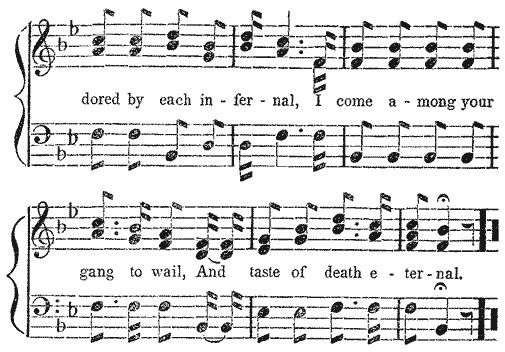 dored by each in - fer - nal, I come a - mong your
gang to wail, And taste of death e - ter - nal.